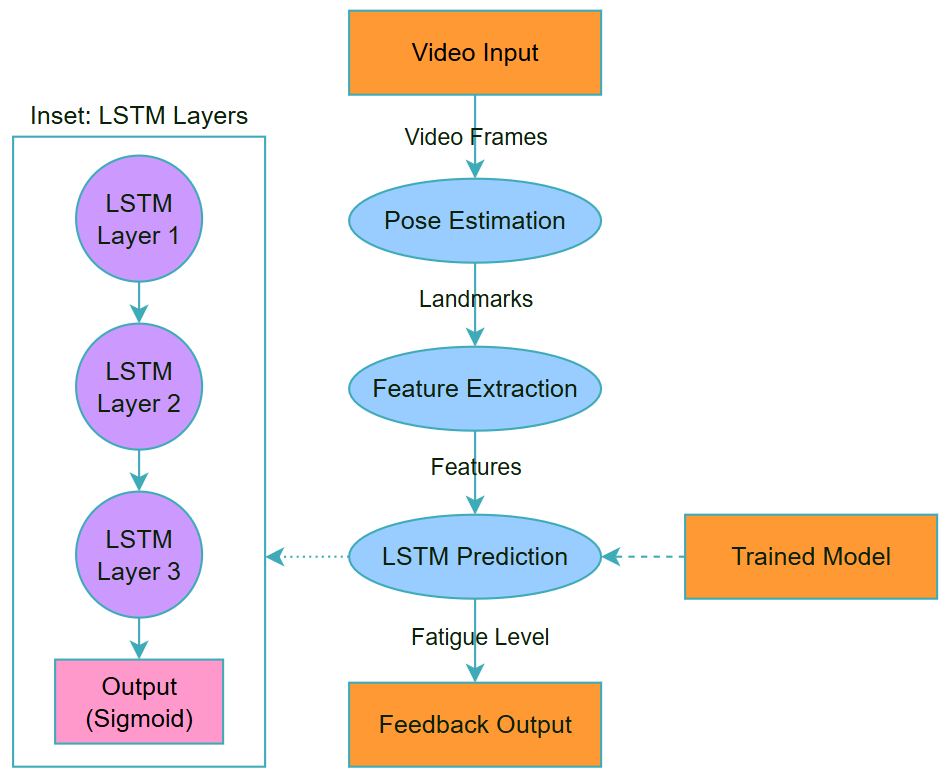 Video Input
Video Frames
Pose Estimation
Landmarks
Feature Extraction
Features
LSTM Prediction
Trained Model
Fatigue Level
Feedback Output
Inset: LSTM Layers
LSTM
Layer 1
LSTM
Layer 2
LSTM
Layer 3
Output
(Sigmoid)